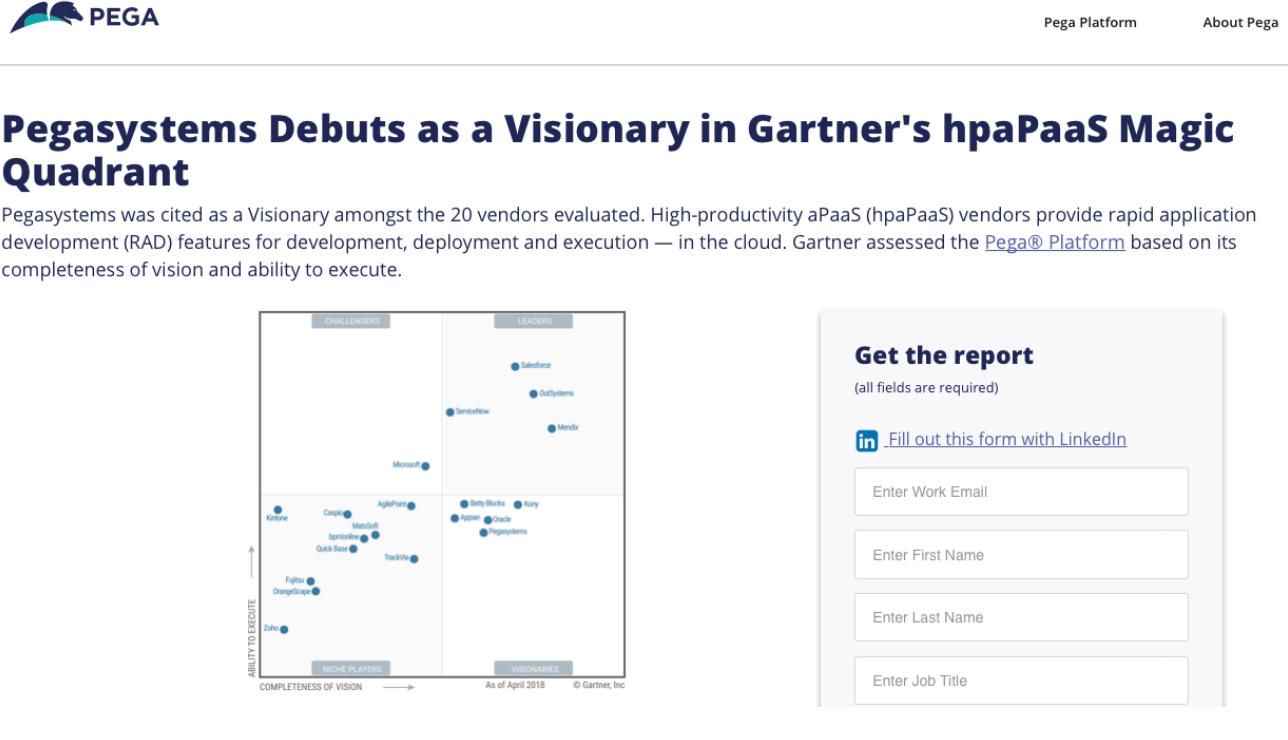 PEGA
Pega Platform
About Pega
Pegasystems Debuts as a Visionary in Gartner's hpaPaaS Magic
Quadrant
Pegasystems was cited as a Visionary amongst the 20 vendors evaluated. High-productivity aPaaS (hpaPaaS) vendors provide rapid application
development (RAD) features for development, deployment and execution — in the cloud. Gartner assessed the Pega® Platform based on its
completeness of vision and ability to execute.
CHALLENGERS
LEADERS
Salesforce
OutSystems
ServiceNow
Mendix
Microsoft
AgilePoint
Betty Blocks
Kony
Kintone
Caspio
Appian
Oracle
MatsSoft
Pegasystems
bpm'online
Quick Base
TrackVia
Fujitsu
OrangeScape
Zoho
ABILITY TO EXECUTE
NICHE PLAYERS
VISIONARIES
COMPLETENESS OF VISION
As of April 2018
© Gartner, Inc
Get the report
(all fields are required)
in Fill out this form with LinkedIn
Enter Work Email
Enter First Name
Enter Last Name
Enter Job Title